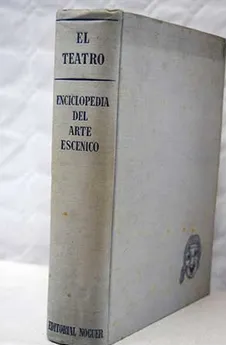 EL
TEATRO
ENCICLOPEDIA
DEL
ARTE
ESCENICO
EDITORIAL NOGUER